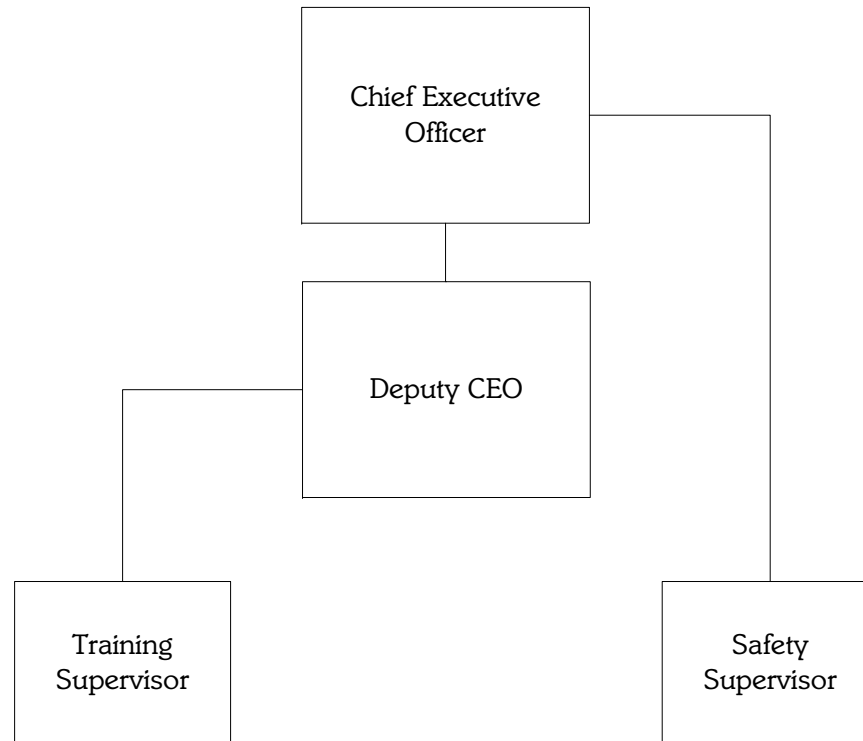 Chief Executive
Officer
Deputy CEO
Training
Supervisor
Safety
Supervisor